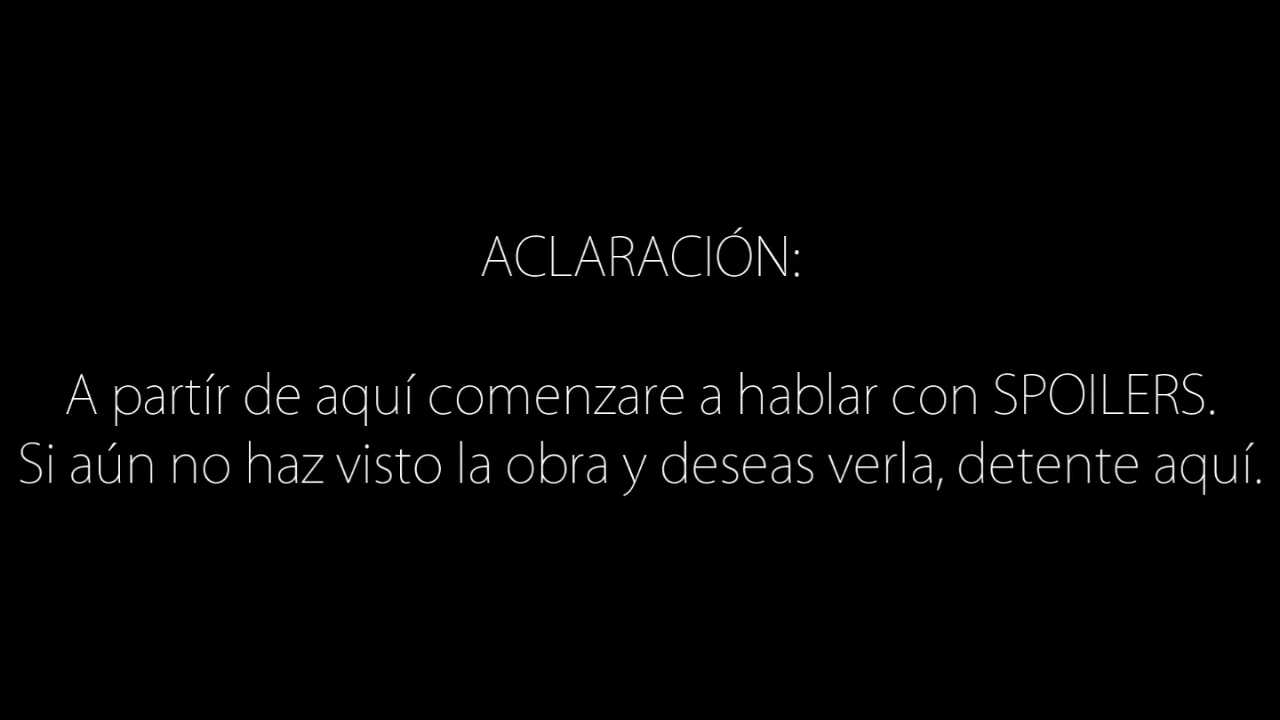 ACLARACIÓN:
A partír de aquí comenzare a hablar con SPOILERS.
Si aún no haz visto la obra y deseas verla, detente aquí.